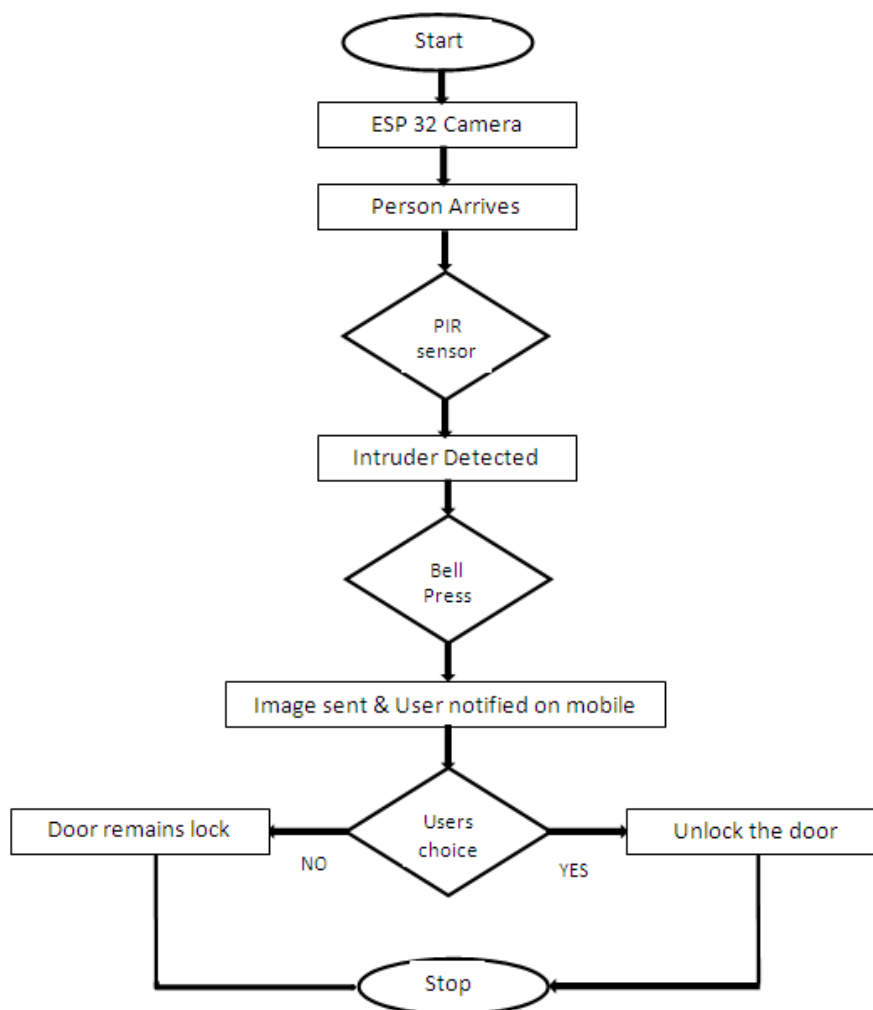 Start
ESP 32 Camera
Person Arrives
PIR
sensor
Intruder Detected
Bell
Press
Image sent & User notified on mobile
Door remains lock
Users
choice
Unlock the door
NO
YES
Stop